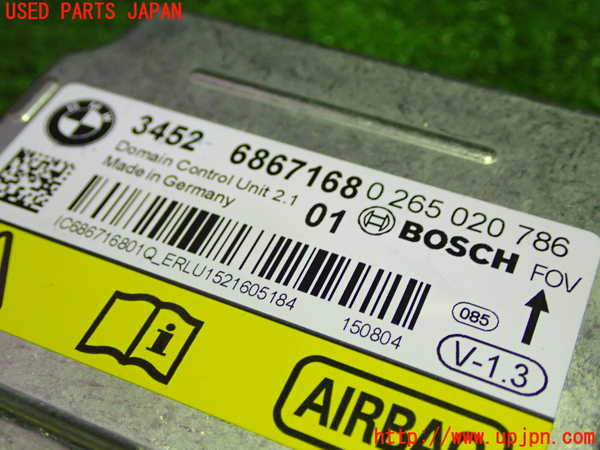 USED PARTS JAPAN
BMW
3452 6867168 0 265 020 786
Domain Control Unit 2.1
Made in Germany
01 BOSCH FOV
IC686716801Q_ERLU1521605184
150804
085
V-1.3
i
AIRBAG
http://www.upjpn.com